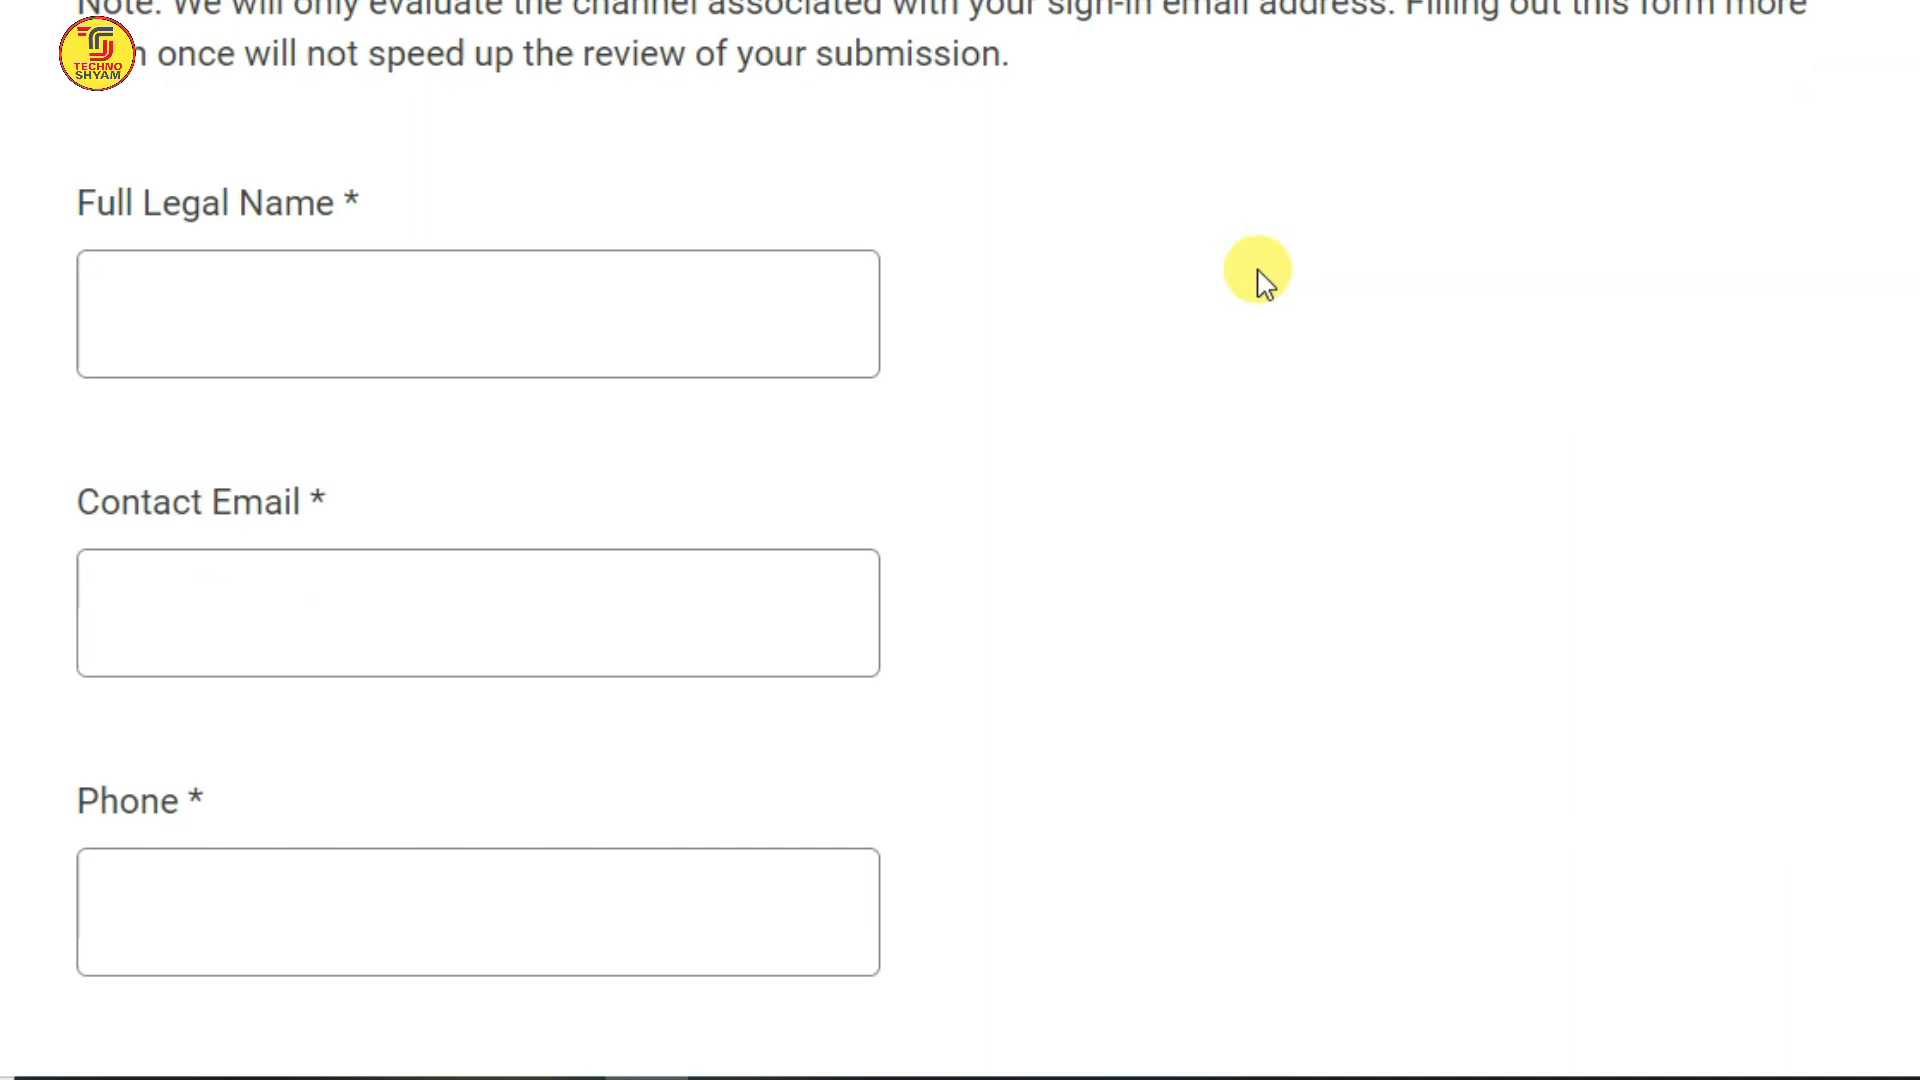 Note: We will only evaluate the channel associated with your sign-in email address. Filling out this form more
once will not speed up the review of your submission.
TECHNO
SHYAM
Full Legal Name *
Contact Email *
Phone *